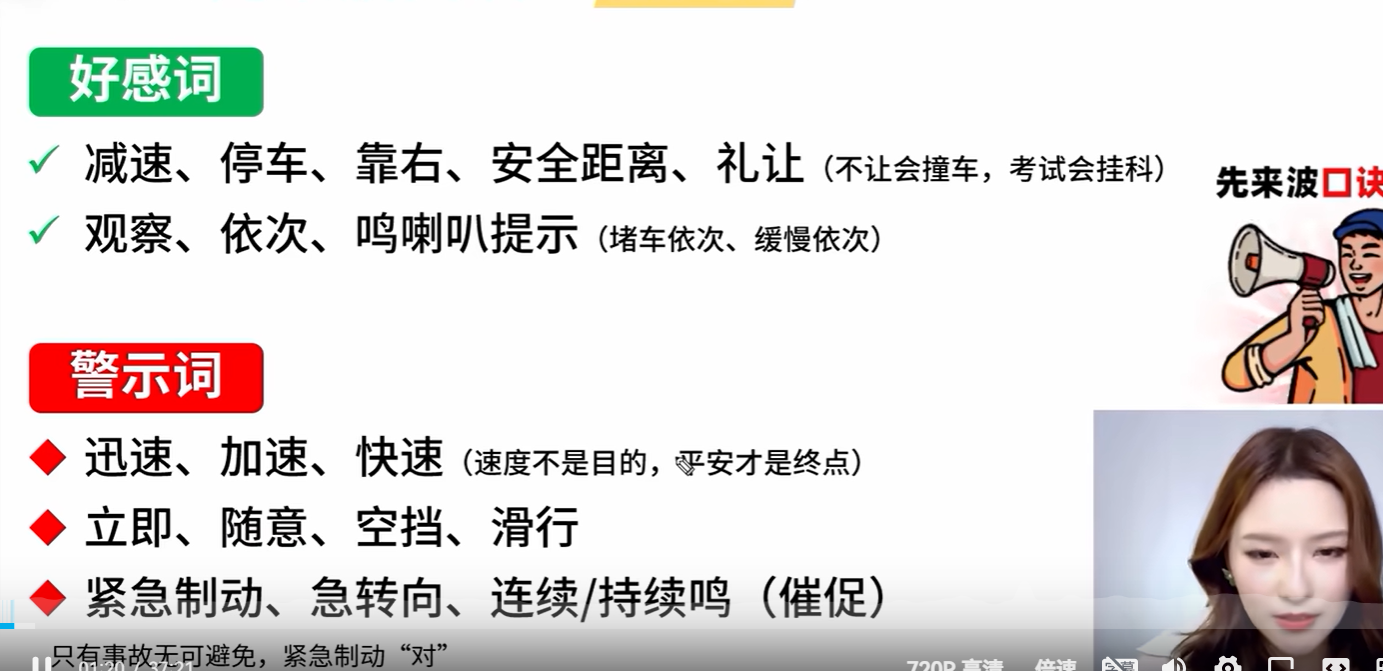 好感词
减速、停车、靠右、安全距离、礼让（不让会撞车，考试会挂科）
观察、依次、鸣喇叭提示（堵车依次、缓慢依次）
先来波口诀
警示词
迅速、加速、快速（速度不是目的，平安才是终点）
立即、随意、空挡、滑行
紧急制动、急转向、连续/持续鸣（催促）
只有事故无可避免，紧急制动“对”
01:20 / 37:21
720P 高清 倍速 字幕